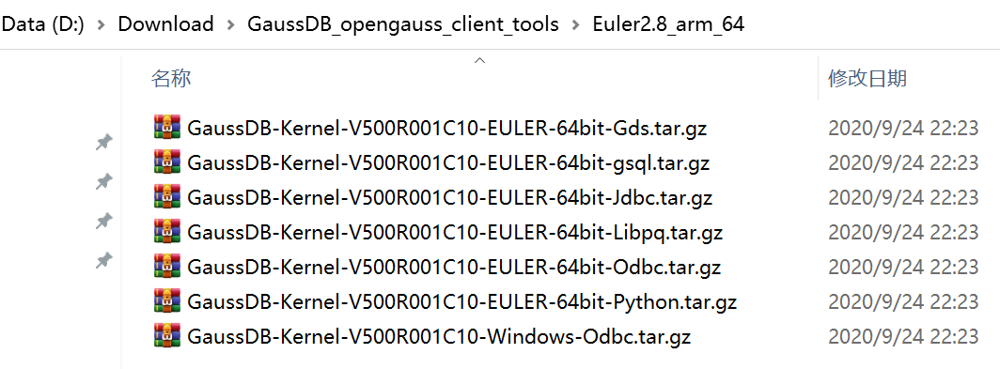 Data (D:) > Download > GaussDB_opengauss_client_tools > Euler2.8_arm_64
名称 修改日期
GaussDB-Kernel-V500R001C10-EULER-64bit-Gds.tar.gz 2020/9/24 22:23
GaussDB-Kernel-V500R001C10-EULER-64bit-gsql.tar.gz 2020/9/24 22:23
GaussDB-Kernel-V500R001C10-EULER-64bit-Jdbc.tar.gz 2020/9/24 22:23
GaussDB-Kernel-V500R001C10-EULER-64bit-Libpq.tar.gz 2020/9/24 22:23
GaussDB-Kernel-V500R001C10-EULER-64bit-Odbc.tar.gz 2020/9/24 22:23
GaussDB-Kernel-V500R001C10-EULER-64bit-Python.tar.gz 2020/9/24 22:23
GaussDB-Kernel-V500R001C10-Windows-Odbc.tar.gz 2020/9/24 22:23